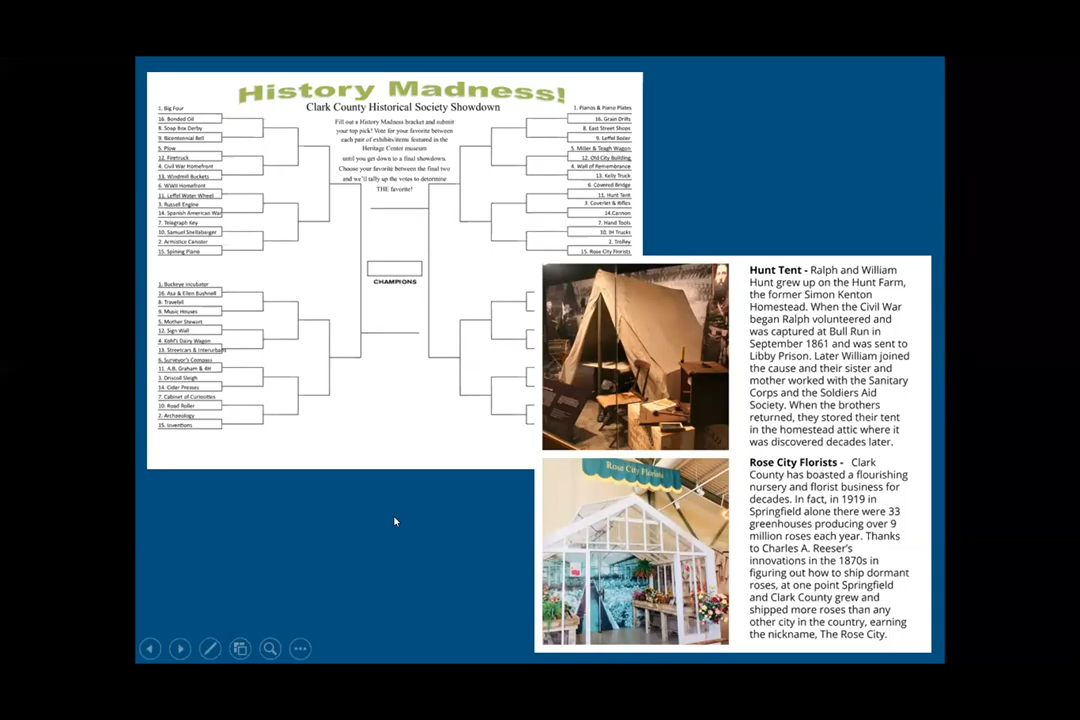 History Madness!
Clark County Historical Society Showdown
Fill out a History Madness bracket and submit
your top pick! Vote for your favorite between
each pair of exhibits/items featured in the
Heritage Center museum
until you get down to a final showdown.
Choose your favorite between the final two
and we'll tally up the votes to determine
THE favorite!
1. Big Four
16. Bonded Oil
8. Soap Box Derby
9. Bicentennial Bell
5. Plow
12. Firetruck
4. Civil War Homefront
13. Windmill Buckets
6. WWII Homefront
11. Leffel Water Wheel
3. Russell Engine
14. Spanish American War
7. Telegraph Key
10. Samuel Shellabarger
2. Armistice Canister
15. Spining Plane
1. Buckeye Incubator
16. Asa & Ellen Bushnell
8. Travefell
9. Music Houses
5. Mother Stewart
12. Sign Wall
4. Kohl's Dairy Wagon
13. Streetcars & Interurbans
6. Surveyor's Compass
11. A.B. Graham & 4H
3. Driscoll Sleigh
14. Cider Presses
7. Cabinet of Curiosities
10. Road Roller
2. Archaeology
15. Inventions
CHAMPIONS
1. Pianos & Piano Plates
16. Grain Drills
8. East Street Shops
9. Leffel Boiler
5. Miller & Teagh Wagon
12. Old City Building
4. Wall of Remembrance
13. Kelly Truck
6. Covered Bridge
11. Hunt Tent
3. Coverlet & Rifles
14.Cannon
7. Hand Tools
10. IH Trucks
2. Trolley
15. Rose City Florists
Hunt Tent - Ralph and William
Hunt grew up on the Hunt Farm,
the former Simon Kenton
Homestead. When the Civil War
began Ralph volunteered and
was captured at Bull Run in
September 1861 and was sent to
Libby Prison. Later William joined
the cause and their sister and
mother worked with the Sanitary
Corps and the Soldiers Aid
Society. When the brothers
returned, they stored their tent
in the homestead attic where it
was discovered decades later.
Rose City Florists
Rose City Florists - Clark
County has boasted a flourishing
nursery and florist business for
decades. In fact, in 1919 in
Springfield alone there were 33
greenhouses producing over 9
million roses each year. Thanks
to Charles A. Reeser's
innovations in the 1870s in
figuring out how to ship dormant
roses, at one point Springfield
and Clark County grew and
shipped more roses than any
other city in the country, earning
the nickname, The Rose City.